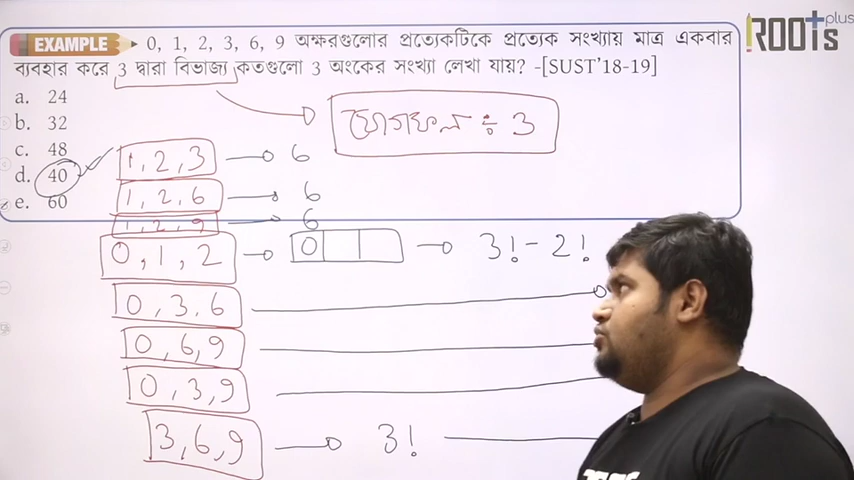 EXAMPLE 0, 1, 2, 3, 6, 9 অক্ষরগুলোর প্রত্যেকটিকে প্রত্যেক সংখ্যায় মাত্র একবার
ব্যবহার করে 3 দ্বারা বিভাজ্য কতগুলো 3 অংকের সংখ্যা লেখা যায়? -[SUST'18-19]
ROOTs plus
a. 24
b. 32
c. 48
d. 40
e. 60
যোগফল ÷ 3
1, 2, 3 6
1, 2, 6 6
1, 2, 9 6
0, 1, 2 0 3! - 2!
0, 3, 6
0, 6, 9
0, 3, 9
3, 6, 9 3!